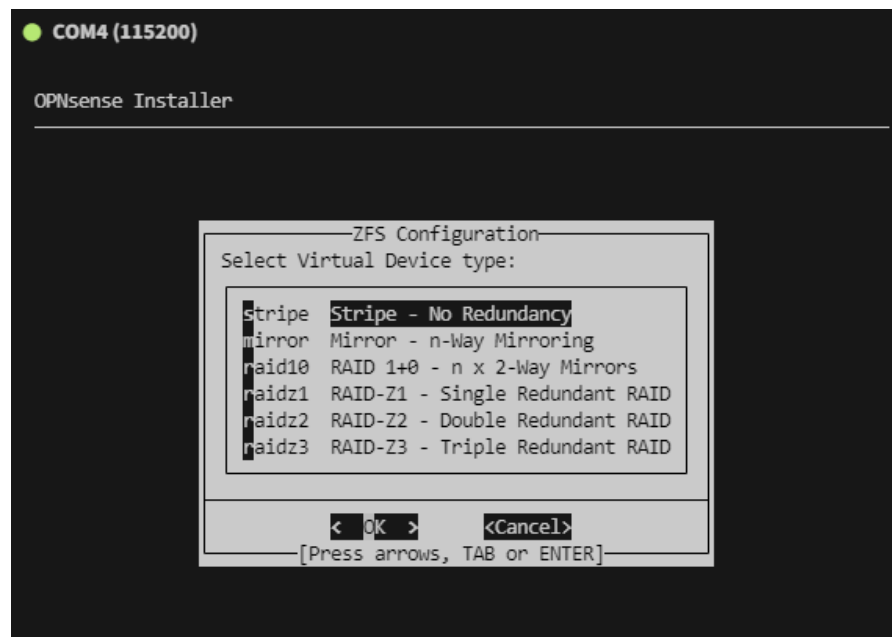 COM4 (115200)
OPNsense Installer
ZFS Configuration
Select Virtual Device type:
stripe Stripe - No Redundancy
mirror Mirror - n-Way Mirroring
raid10 RAID 1+0 - n x 2-Way Mirrors
raidz1 RAID-Z1 - Single Redundant RAID
raidz2 RAID-Z2 - Double Redundant RAID
raidz3 RAID-Z3 - Triple Redundant RAID
< OK > <Cancel>
[Press arrows, TAB or ENTER]